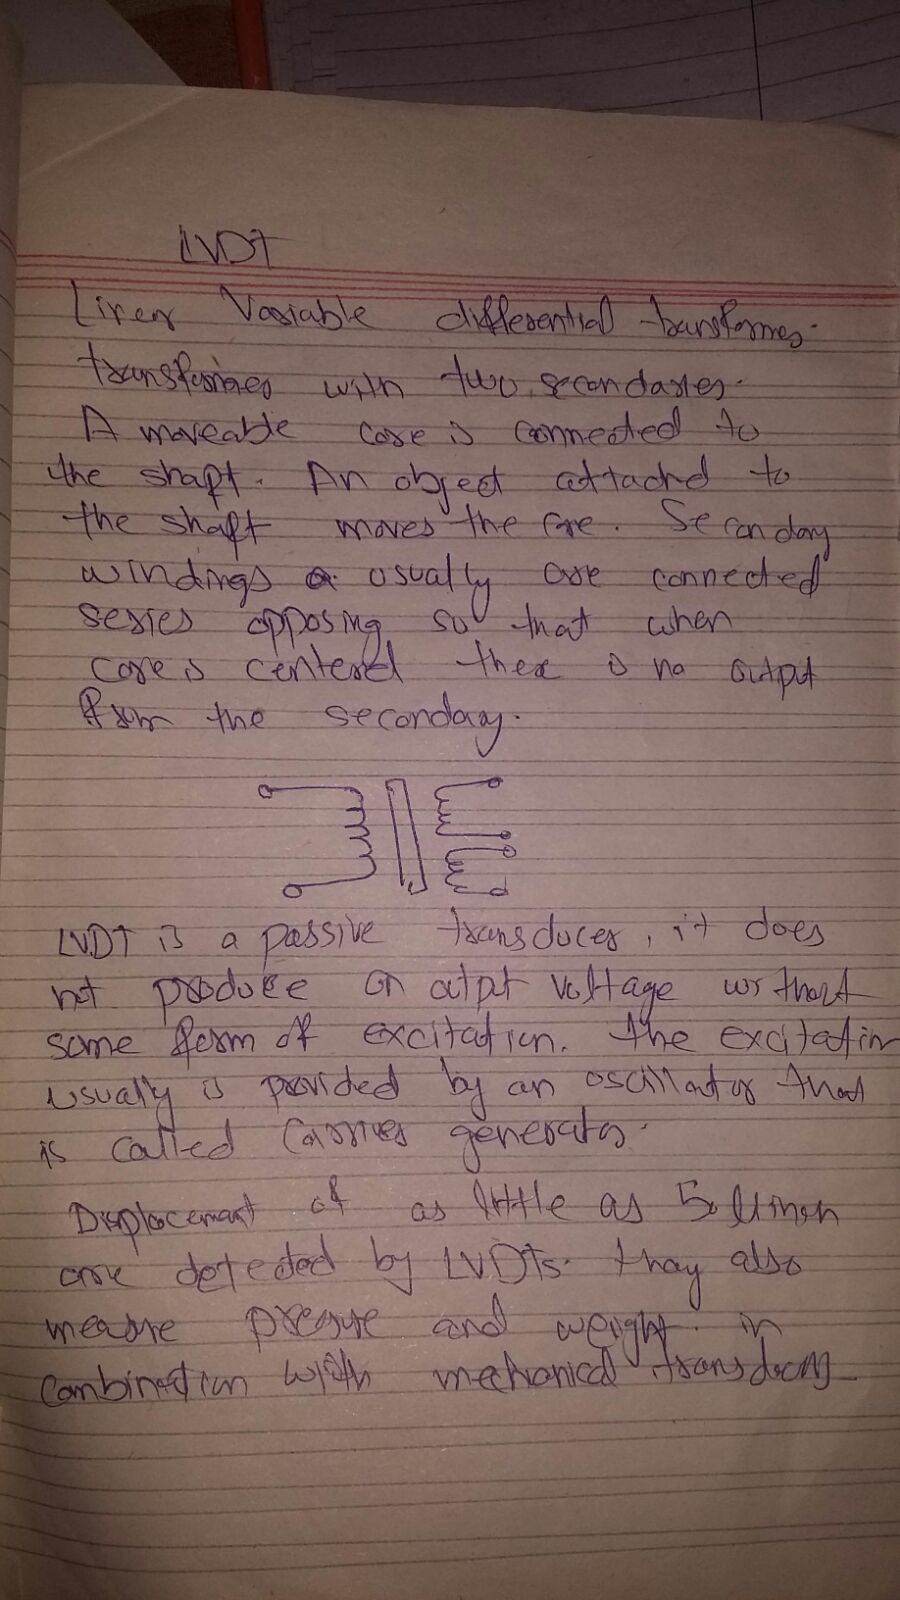 LVDT
Linear Variable differential transformer.
transformer with two secondaries.
A moveable core is connected to
the shaft. An object attached to
the shaft moves the core. Secondary
windings usually are connected
series opposing so that when
core is centered there is no output
from the secondary.
LVDT is a passive transducer, it does
not produce an output voltage without
some form of excitation. The excitation
usually is provided by an oscillator that
is called Carrier generator.
Displacement of as little as 50
are detected by LVDTs. they also
measure pressure and weight in
combination with mechanical transducers